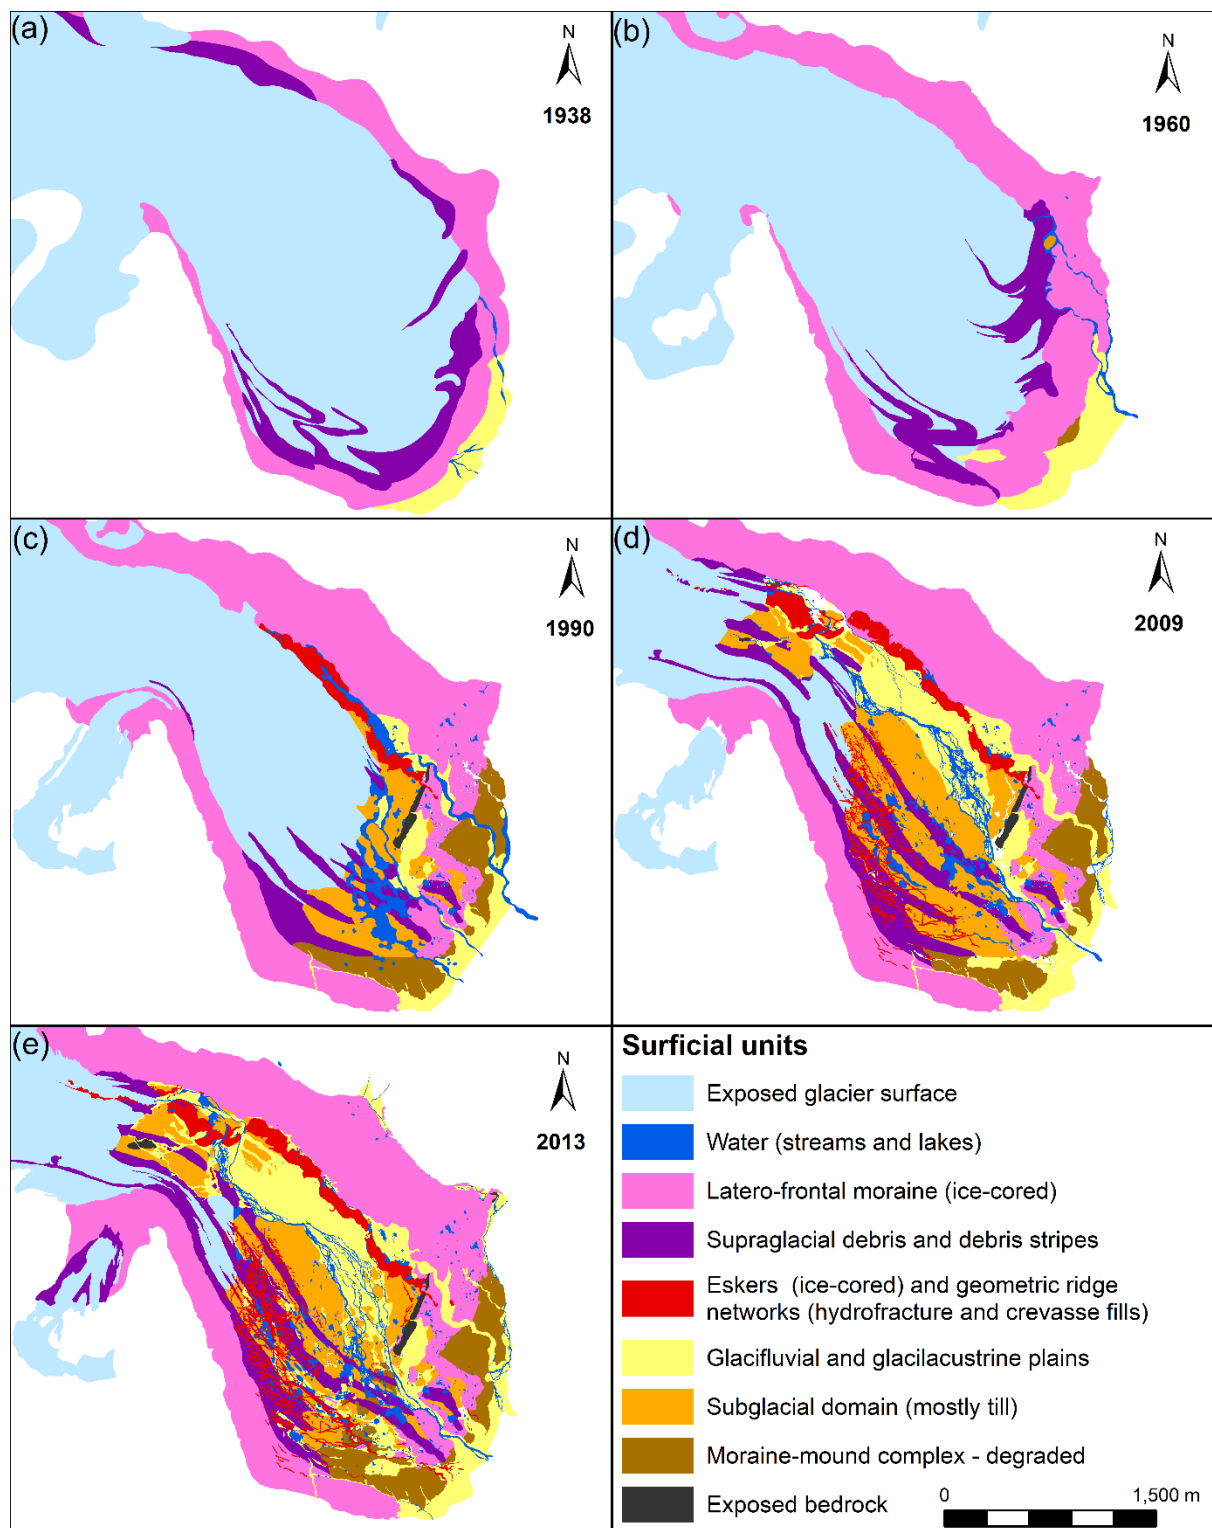 (a)
N
1938
(b)
N
1960
(c)
N
1990
(d)
N
2009
(e)
N
2013
Surficial units
Exposed glacier surface
Water (streams and lakes)
Latero-frontal moraine (ice-cored)
Supraglacial debris and debris stripes
Eskers (ice-cored) and geometric ridge
networks (hydrofracture and crevasse fills)
Glacifluvial and glacilacustrine plains
Subglacial domain (mostly till)
Moraine-mound complex - degraded
Exposed bedrock
0 1,500 m